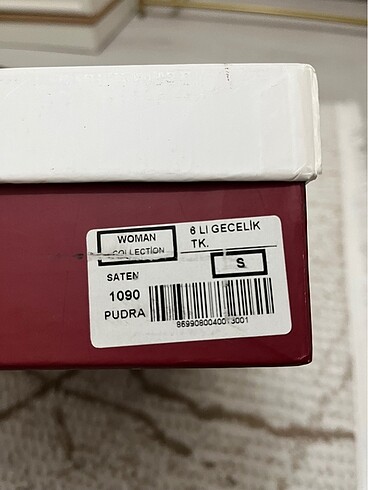 WOMAN
COLLECTION
6 LI GECELİK
TK.
S
SATEN
1090
PUDRA
8699080040013001